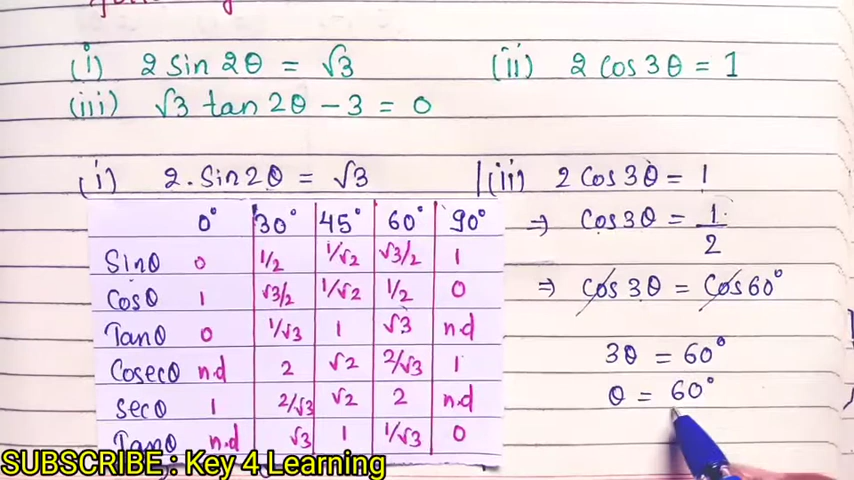 (i) 2 sin 2θ = √3 (ii) 2 cos 3θ = 1
(iii) √3 tan 2θ - 3 = 0
(i) 2. Sin 2θ = √3
0° 30° 45° 60° 90°
Sinθ 0 1/2 1/√2 √3/2 1
Cosθ 1 √3/2 1/√2 1/2 0
Tanθ 0 1/√3 1 √3 n.d
Cosecθ n.d 2 √2 2/√3 1
Secθ 1 2/√3 √2 2 n.d
Tanθ n.d √3 1 1/√3 0
(ii) 2 Cos 3θ = 1
⇒ Cos 3θ = 1/2
⇒ Cos 3θ = Cos 60°
3θ = 60°
θ = 60°
SUBSCRIBE : Key 4 Learning